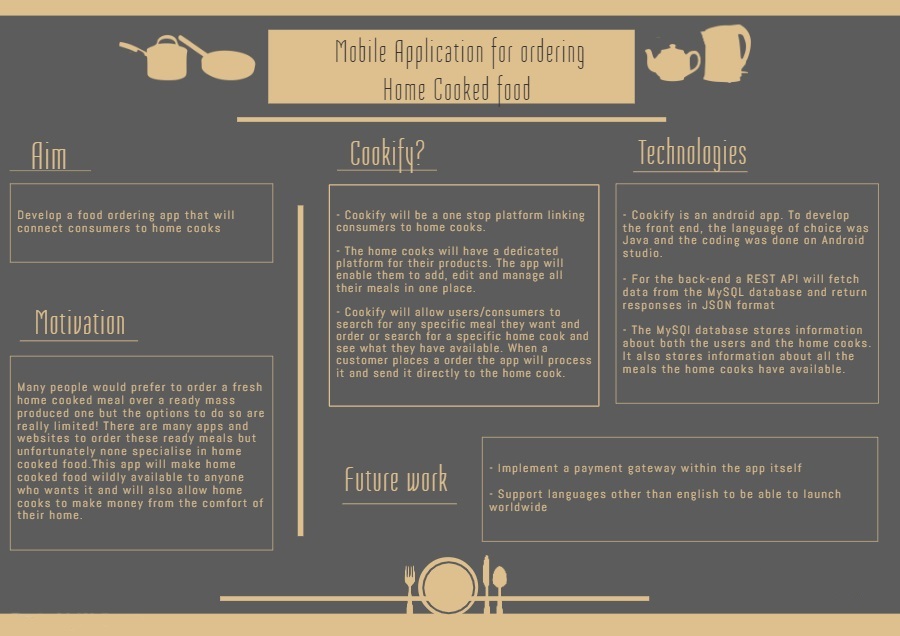 Mobile Application for ordering
Home Cooked food
Aim
Develop a food ordering app that will
connect consumers to home cooks
Motivation
Many people would prefer to order a fresh
home cooked meal over a ready mass
produced one but the options to do so are
really limited! There are many apps and
websites to order these ready meals but
unfortunately none specialise in home
cooked food.This app will make home
cooked food wildly available to anyone
who wants it and will also allow home
cooks to make money from the comfort of
their home.
Cookify?
- Cookify will be a one stop platform linking
consumers to home cooks.
- The home cooks will have a dedicated
platform for their products. The app will
enable them to add, edit and manage all
their meals in one place.
- Cookify will allow users/consumers to
search for any specific meal they want and
order or search for a specific home cook and
see what they have available. When a
customer places a order the app will process
it and send it directly to the home cook.
Technologies
- Cookify is an android app. To develop
the front end, the language of choice was
Java and the coding was done on Android
studio.
- For the back-end a REST API will fetch
data from the MySQL database and return
responses in JSON format
- The MySQl database stores information
about both the users and the home cooks.
It also stores information about all the
meals the home cooks have available.
Future work
- Implement a payment gateway within the app itself
- Support languages other than english to be able to launch
worldwide